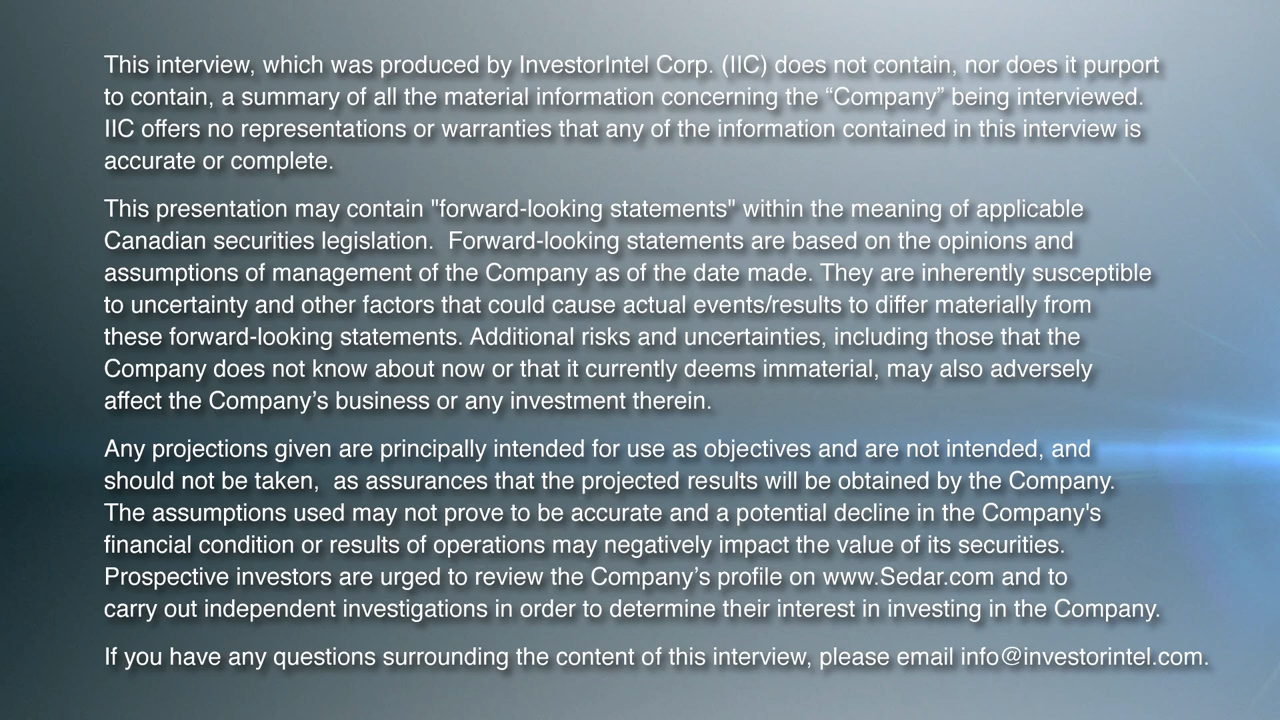 This interview, which was produced by InvestorIntel Corp. (IIC) does not contain, nor does it purport
to contain, a summary of all the material information concerning the “Company” being interviewed.
IIC offers no representations or warranties that any of the information contained in this interview is
accurate or complete.
This presentation may contain "forward-looking statements" within the meaning of applicable
Canadian securities legislation.  Forward-looking statements are based on the opinions and
assumptions of management of the Company as of the date made. They are inherently susceptible
to uncertainty and other factors that could cause actual events/results to differ materially from
these forward-looking statements. Additional risks and uncertainties, including those that the
Company does not know about now or that it currently deems immaterial, may also adversely
affect the Company’s business or any investment therein.
Any projections given are principally intended for use as objectives and are not intended, and
should not be taken,  as assurances that the projected results will be obtained by the Company.
The assumptions used may not prove to be accurate and a potential decline in the Company's
financial condition or results of operations may negatively impact the value of its securities.
Prospective investors are urged to review the Company’s profile on www.Sedar.com and to
carry out independent investigations in order to determine their interest in investing in the Company.
If you have any questions surrounding the content of this interview, please email info@investorintel.com.